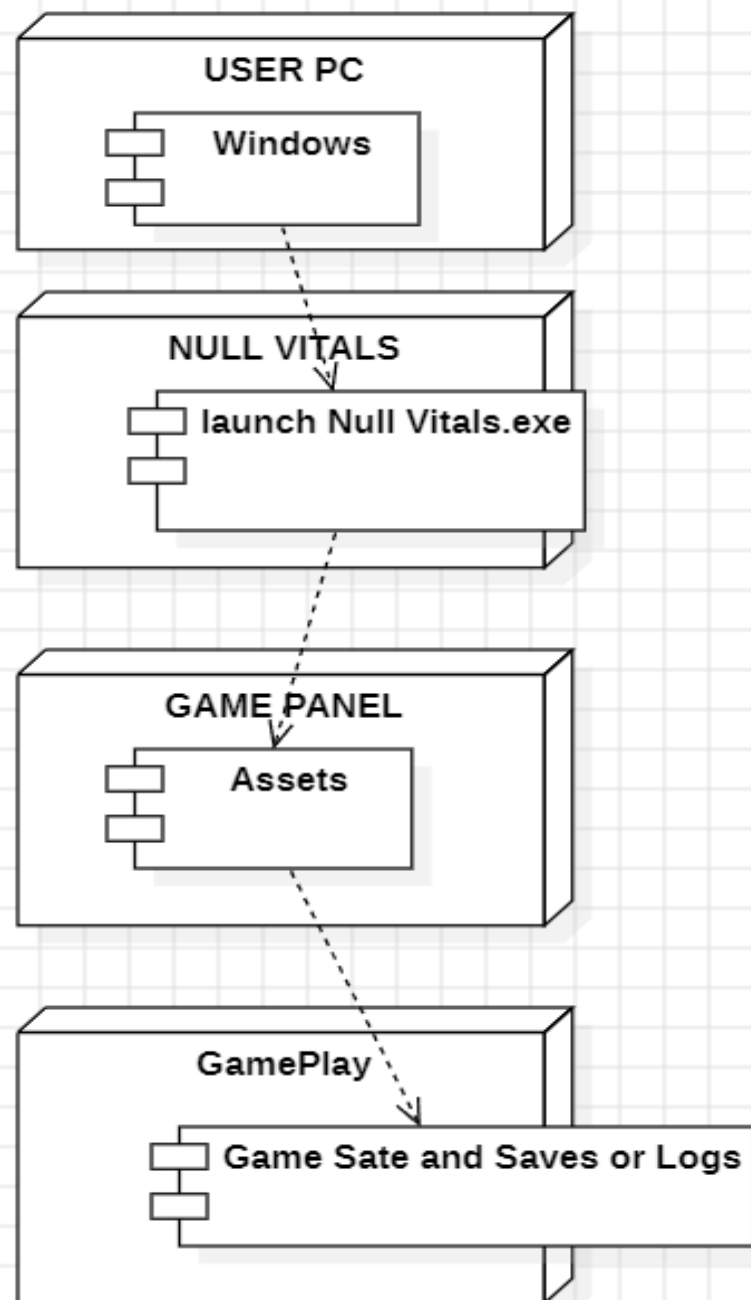 USER PC
Windows
NULL VITALS
launch Null Vitals.exe
GAME PANEL
Assets
GamePlay
Game Sate and Saves or Logs